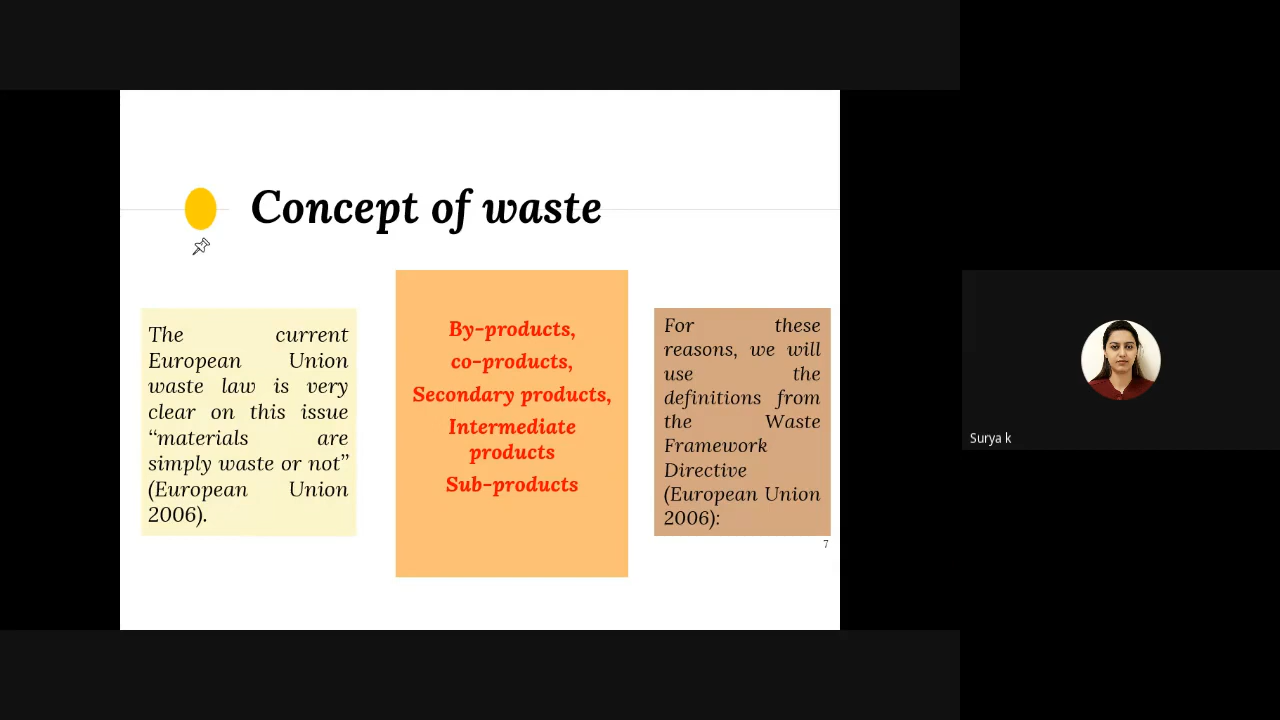 Concept of waste
The current
European Union
waste law is very
clear on this issue
“materials are
simply waste or not”
(European Union
2006).
By-products,
co-products,
Secondary products,
Intermediate
products
Sub-products
For these
reasons, we will
use the
definitions from
the Waste
Framework
Directive
(European Union
2006):
7
Surya k